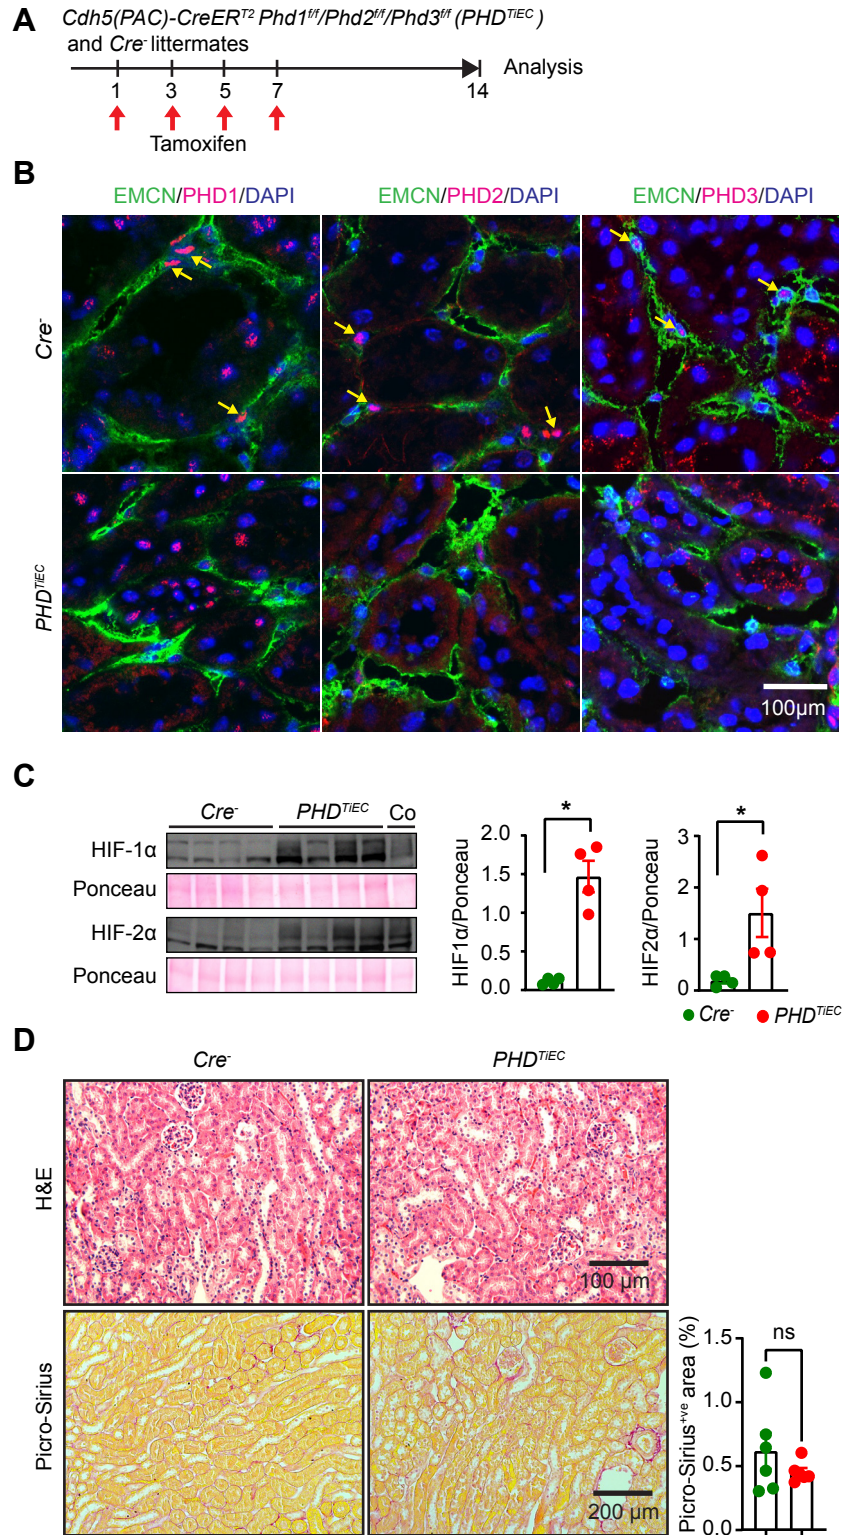 A
Cdh5(PAC)-CreERT2 Phd1f/f/Phd2f/f/Phd3f/f (PHDTiEC)
and Cre- littermates
Analysis
1 3 5 7 14
Tamoxifen
B
EMCN/PHD1/DAPI EMCN/PHD2/DAPI EMCN/PHD3/DAPI
Cre-
PHDTiEC
100µm
C
Cre- PHDTiEC Co
HIF-1α
Ponceau
HIF-2α
Ponceau
HIF1α/Ponceau
2.0
1.5
1.0
0.5
0.0
*
HIF2α/Ponceau
3
2
1
0
*
Cre- PHDTiEC
D
Cre- PHDTiEC
H&E
100 µm
Picro-Sirius
200 µm
Picro-Sirius+ve area (%)
1.5
1.0
0.5
0.0
ns